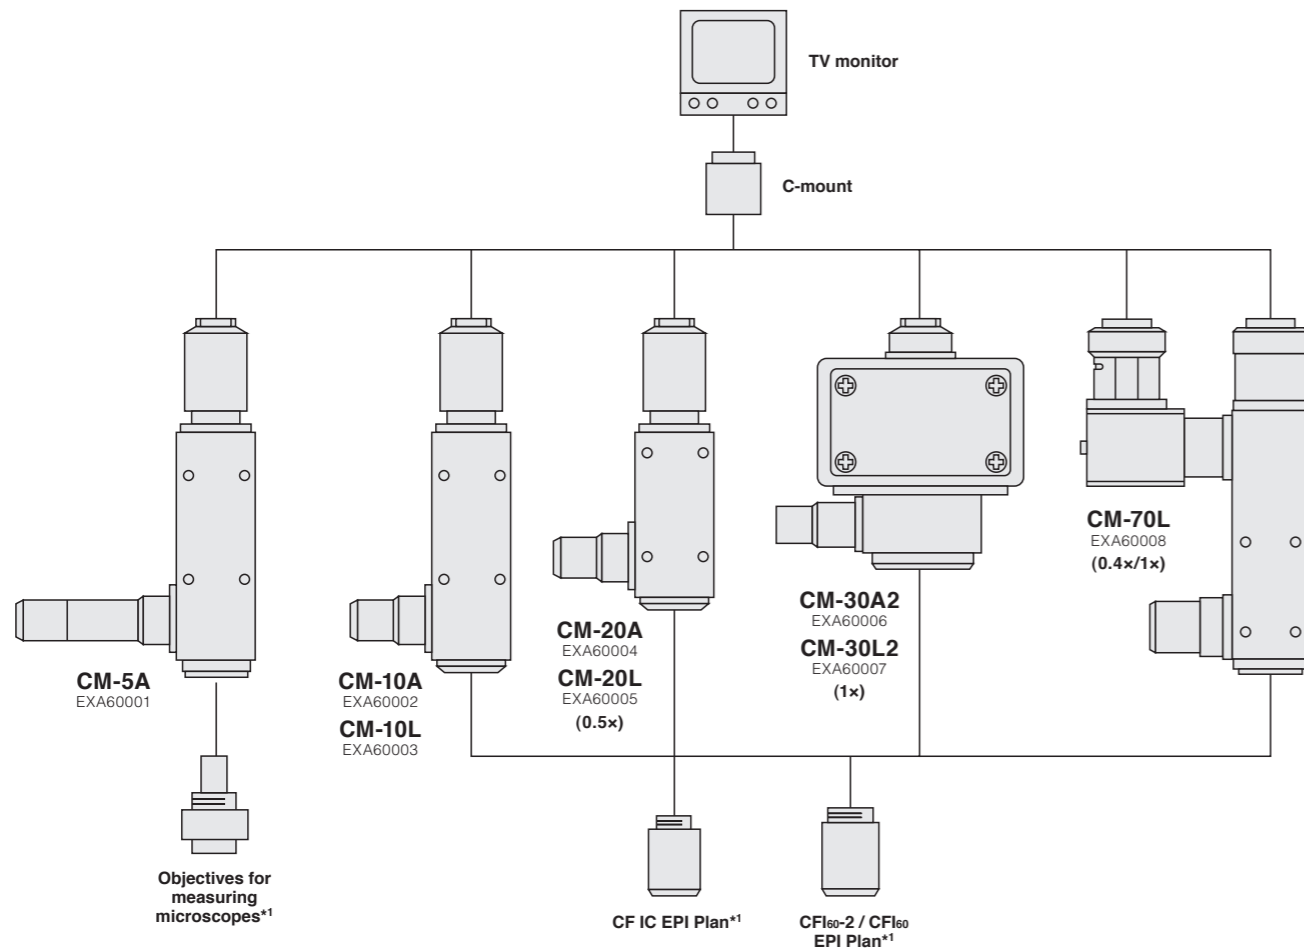 TV monitor
C-mount
CM-5A
EXA60001
CM-10A
EXA60002
CM-10L
EXA60003
CM-20A
EXA60004
CM-20L
EXA60005
(0.5×)
CM-30A2
EXA60006
CM-30L2
EXA60007
(1×)
CM-70L
EXA60008
(0.4×/1×)
Objectives for
measuring
microscopes*1
CF IC EPI Plan*1
CFI60-2 / CFI60
EPI Plan*1